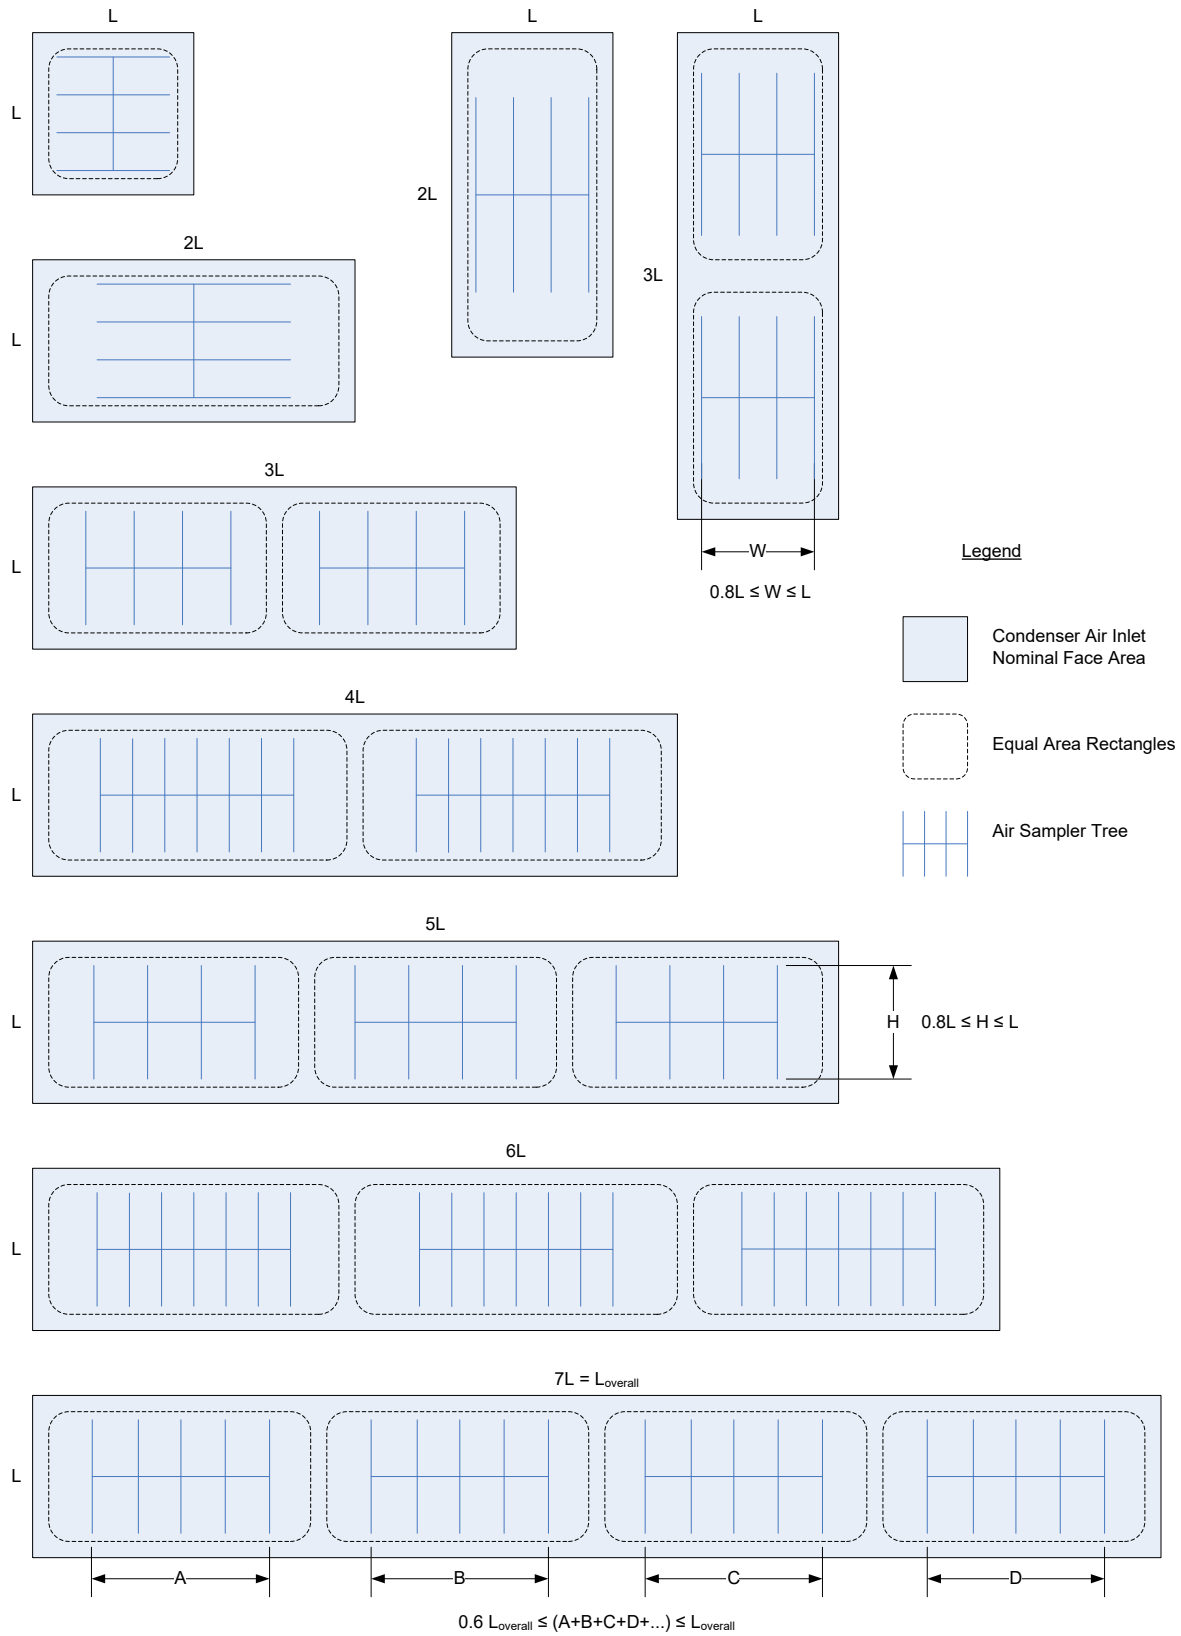 L
L
L
L
2L
3L
2L
L
3L
L
W
0.8L ≤ W ≤ L
Legend
Condenser Air Inlet
Nominal Face Area
Equal Area Rectangles
Air Sampler Tree
4L
L
5L
L
H
0.8L ≤ H ≤ L
6L
L
7L = Loverall
L
A
B
C
D
0.6 Loverall ≤ (A+B+C+D+...) ≤ Loverall